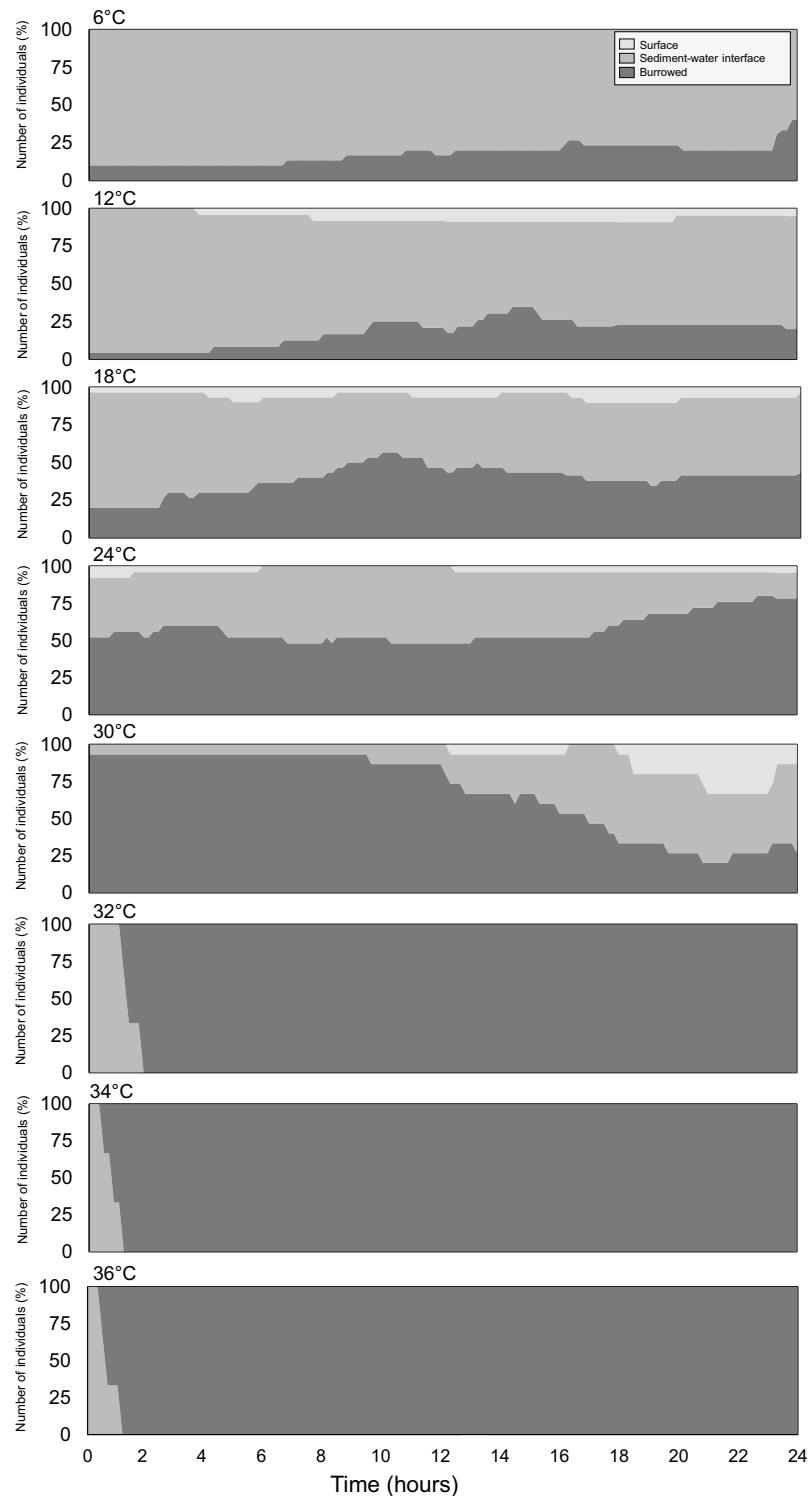 6°C
Number of individuals (%)
100
75
50
25
0
Surface
Sediment-water interface
Burrowed
12°C
Number of individuals (%)
100
75
50
25
0
18°C
Number of individuals (%)
100
75
50
25
0
24°C
Number of individuals (%)
100
75
50
25
0
30°C
Number of individuals (%)
100
75
50
25
0
32°C
Number of individuals (%)
100
75
50
25
0
34°C
Number of individuals (%)
100
75
50
25
0
36°C
Number of individuals (%)
100
75
50
25
0
0 2 4 6 8 10 12 14 16 18 20 22 24
Time (hours)